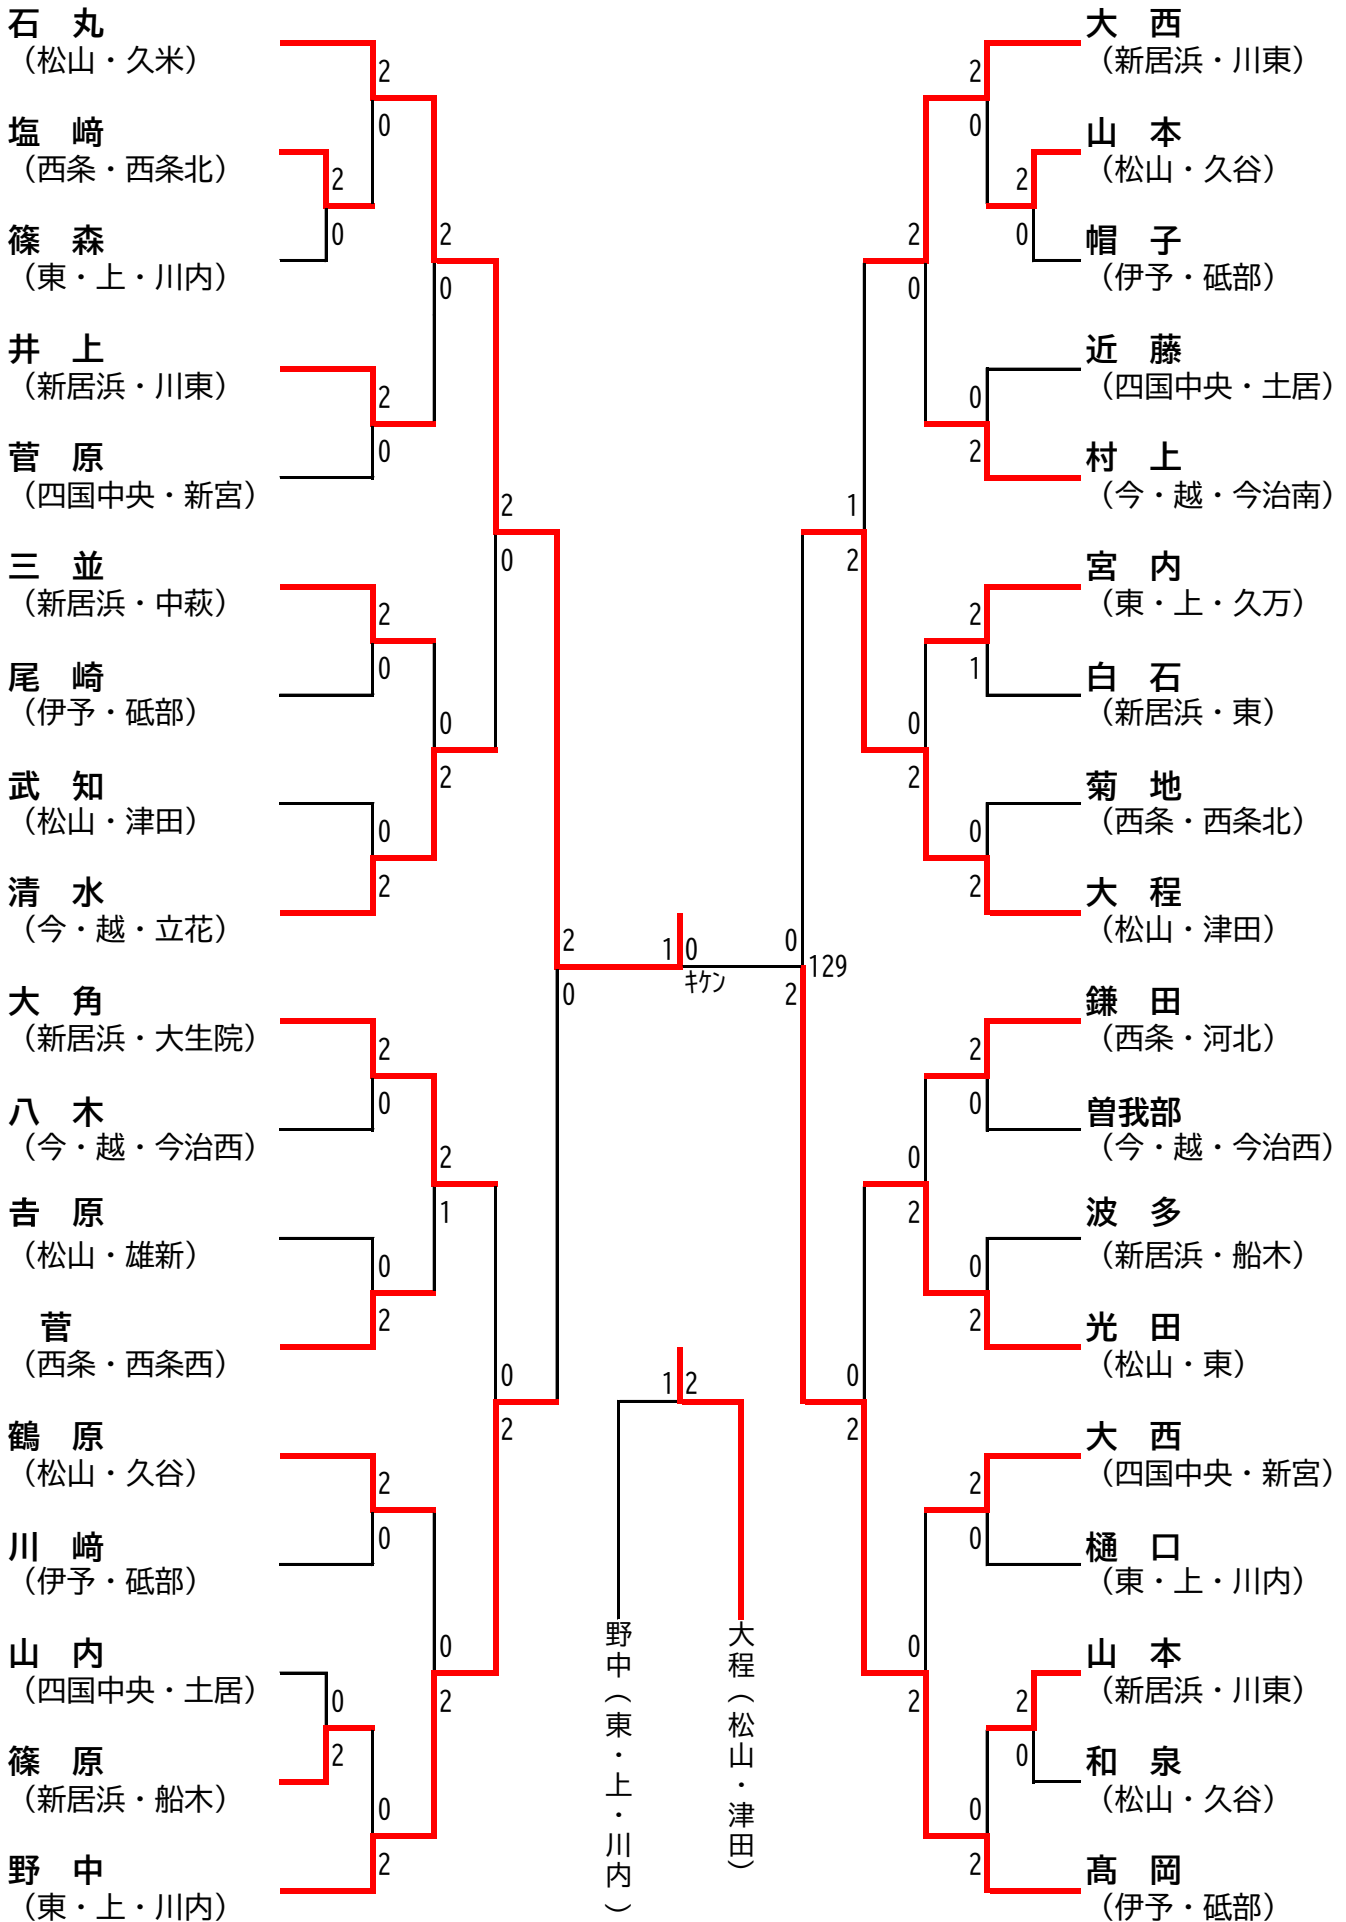 石　丸
（松山・久米）
2
0
塩　﨑
（西条・西条北）
2
0
篠　森
（東・上・川内）
2
0
井　上
（新居浜・川東）
2
0
菅　原
（四国中央・新宮）
2
0
三　並
（新居浜・中萩）
2
0
尾　崎
（伊予・砥部）
0
2
武　知
（松山・津田）
0
2
清　水
（今・越・立花）
2
0
大　角
（新居浜・大生院）
2
0
八　木
（今・越・今治西）
2
1
𠮷　原
（松山・雄新）
0
2
菅
（西条・西条西）
0
2
鶴　原
（松山・久谷）
2
0
川　﨑
（伊予・砥部）
0
2
山　内
（四国中央・土居）
0
2
篠　原
（新居浜・船木）
0
2
野　中
（東・上・川内）
1 0
ｷｹﾝ
1 2
野中（東・上・川内）
大程（松山・津田）
大　西
（新居浜・川東）
2
0
山　本
（松山・久谷）
2
0
帽　子
（伊予・砥部）
2
0
近　藤
（四国中央・土居）
0
2
村　上
（今・越・今治南）
1
2
宮　内
（東・上・久万）
2
1
白　石
（新居浜・東）
0
2
菊　地
（西条・西条北）
0
2
大　程
（松山・津田）
0
129
2
鎌　田
（西条・河北）
2
0
曽我部
（今・越・今治西）
0
2
波　多
（新居浜・船木）
0
2
光　田
（松山・東）
0
2
大　西
（四国中央・新宮）
2
0
樋　口
（東・上・川内）
0
2
山　本
（新居浜・川東）
2
0
和　泉
（松山・久谷）
0
2
髙　岡
（伊予・砥部）